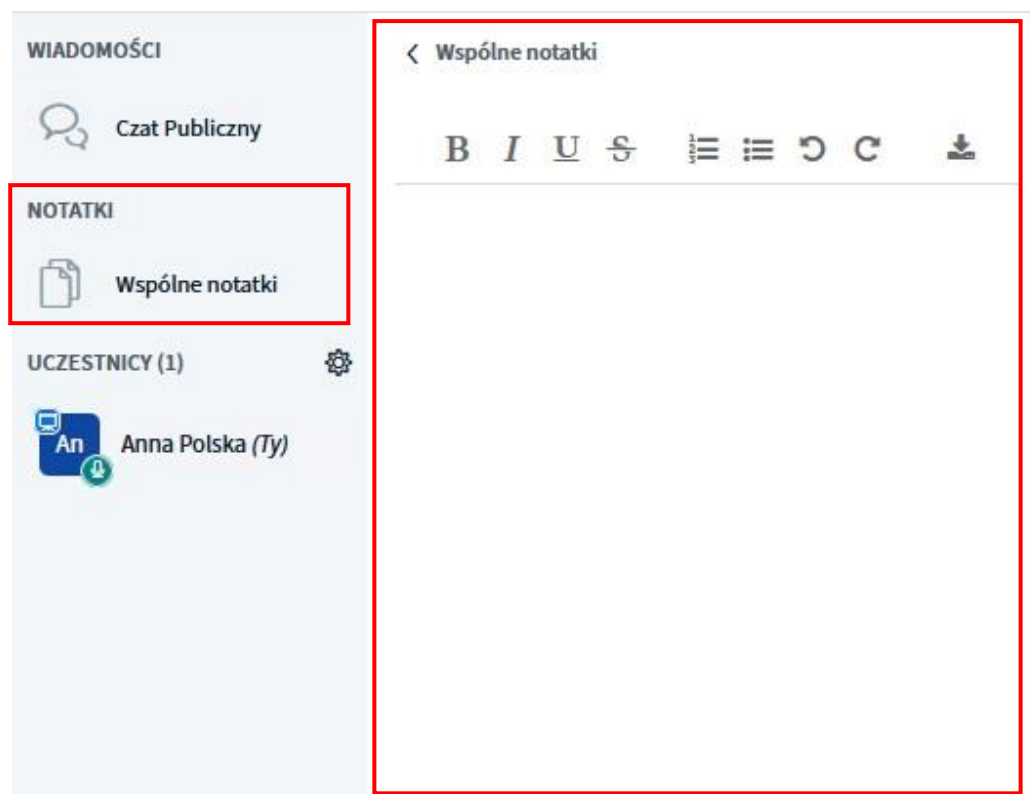 WIADOMOŚCI
Czat Publiczny
NOTATKI
Wspólne notatki
UCZESTNICY (1)
An
Anna Polska (Ty)
Wspólne notatki
B I U S